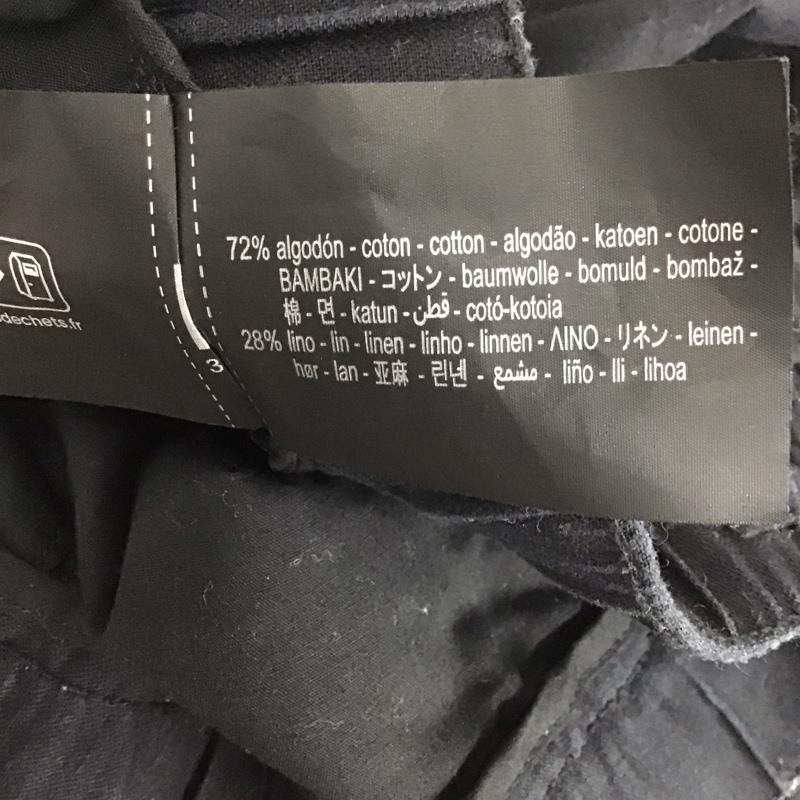 72% algodón - coton - cotton - algodão - katoen - cotone -
BAMBAKI - コットン - baumwolle - bomuld - bombaž -
棉 - 면 - katun - قطن - cotó-kotoia
28% lino - lin - linen - linho - linnen - ΛINO - リネン - leinen -
hør - lan - 亚麻 - 린넨 - مشمع - liño - lli - lihoa
dechets.fr
3